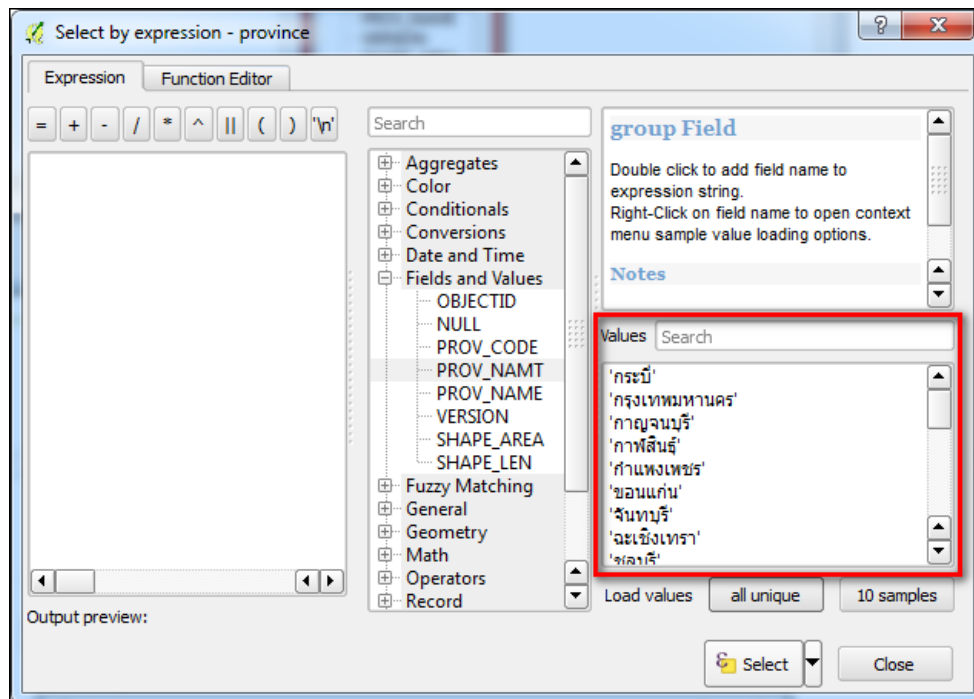 Select by expression - province
Expression
Function Editor
= + - / * ^ || ( ) '\n'
Search
Aggregates
Color
Conditionals
Conversions
Date and Time
Fields and Values
OBJECTID
NULL
PROV_CODE
PROV_NAMT
PROV_NAME
VERSION
SHAPE_AREA
SHAPE_LEN
Fuzzy Matching
General
Geometry
Math
Operators
Record
group Field
Double click to add field name to
expression string.
Right-Click on field name to open context
menu sample value loading options.
Notes
Values Search
'กระบี่'
'กรุงเทพมหานคร'
'กาญจนบุรี'
'กาฬสินธุ์'
'กำแพงเพชร'
'ขอนแก่น'
'จันทบุรี'
'ฉะเชิงเทรา'
'ชลบุรี'
Load values all unique 10 samples
Output preview:
Select Close